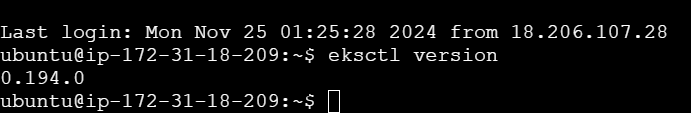 Last login: Mon Nov 25 01:25:28 2024 from 18.206.107.28
ubuntu@ip-172-31-18-209:~$ eksctl version
0.194.0
ubuntu@ip-172-31-18-209:~$